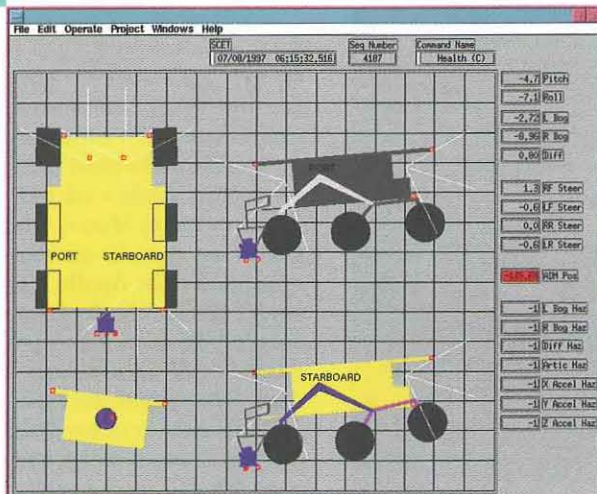 File Edit Operate Project Windows Help
SCET
07/08/1997 06:15:32.516
Seq Number
4187
Command Name
Health (C)
-4.7 Pitch
-7.1 Roll
-2.72 L Bog
-8.96 R Bog
0.80 Diff
1.3 RF Steer
-0.6 LF Steer
0.0 RR Steer
-0.6 LR Steer
ADM Pos
-1 L Bog Haz
-1 R Bog Haz
-1 Diff Haz
-1 Artic Haz
-1 X Accel Haz
-1 Y Accel Haz
-1 Z Accel Haz
PORT STARBOARD
PORT
STARBOARD